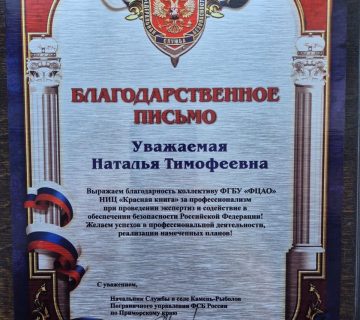 СЛУЖБА
БЛАГОДАРСТВЕННОЕ
ПИСЬМО
Уважаемая
Наталья Тимофеевна
Выражаем благодарность коллективу ФГБУ «ФЦАО»
НИЦ «Красная книга» за профессионализм
при проведении экспертиз и содействие в
обеспечении безопасности Российской Федерации!
Желаем успехов в профессиональной деятельности,
реализации намеченных планов!
С уважением,
Начальник Службы в селе Камень-Рыболов
Пограничного управления ФСБ России
по Приморскому краю